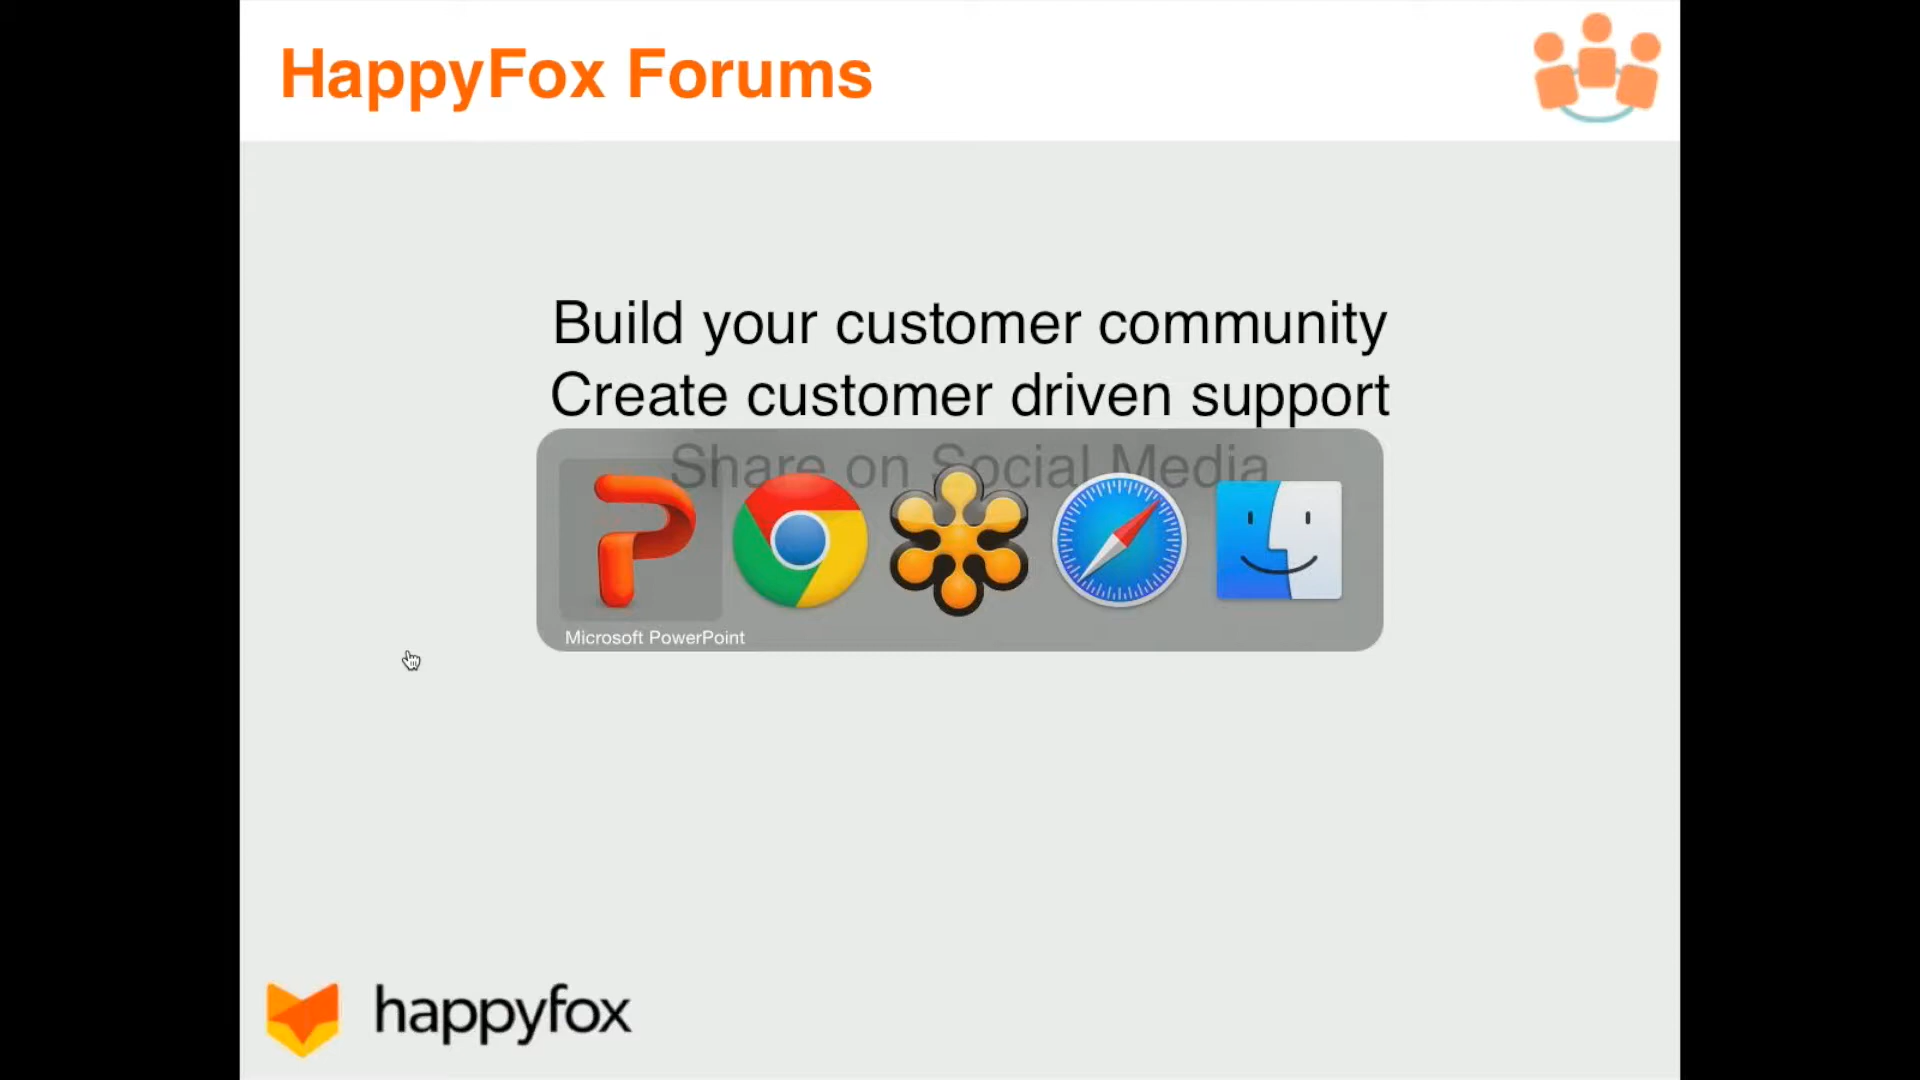 HappyFox Forums
Build your customer community
Create customer driven support
Share on Social Media
Microsoft PowerPoint
happyfox